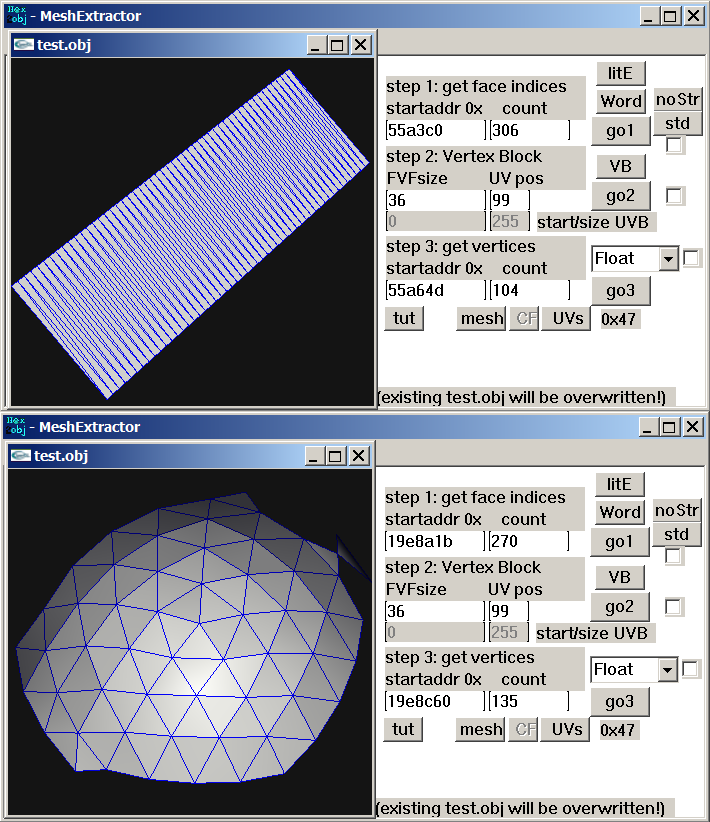 Hex
obj - MeshExtractor
test.obj
litE
step 1: get face indices
startaddr 0x count
Word
noStr
55a3c0 306
go1
std
step 2: Vertex Block
FVFsize UV pos
VB
36 99
go2
0 255 start/size UVB
step 3: get vertices
startaddr 0x count
Float
55a64d 104
go3
tut mesh CF UVs 0x47
(existing test.obj will be overwritten!)
Hex
obj - MeshExtractor
test.obj
litE
step 1: get face indices
startaddr 0x count
Word
noStr
19e8a1b 270
go1
std
step 2: Vertex Block
FVFsize UV pos
VB
36 99
go2
0 255 start/size UVB
step 3: get vertices
startaddr 0x count
Float
19e8c60 135
go3
tut mesh CF UVs 0x47
(existing test.obj will be overwritten!)